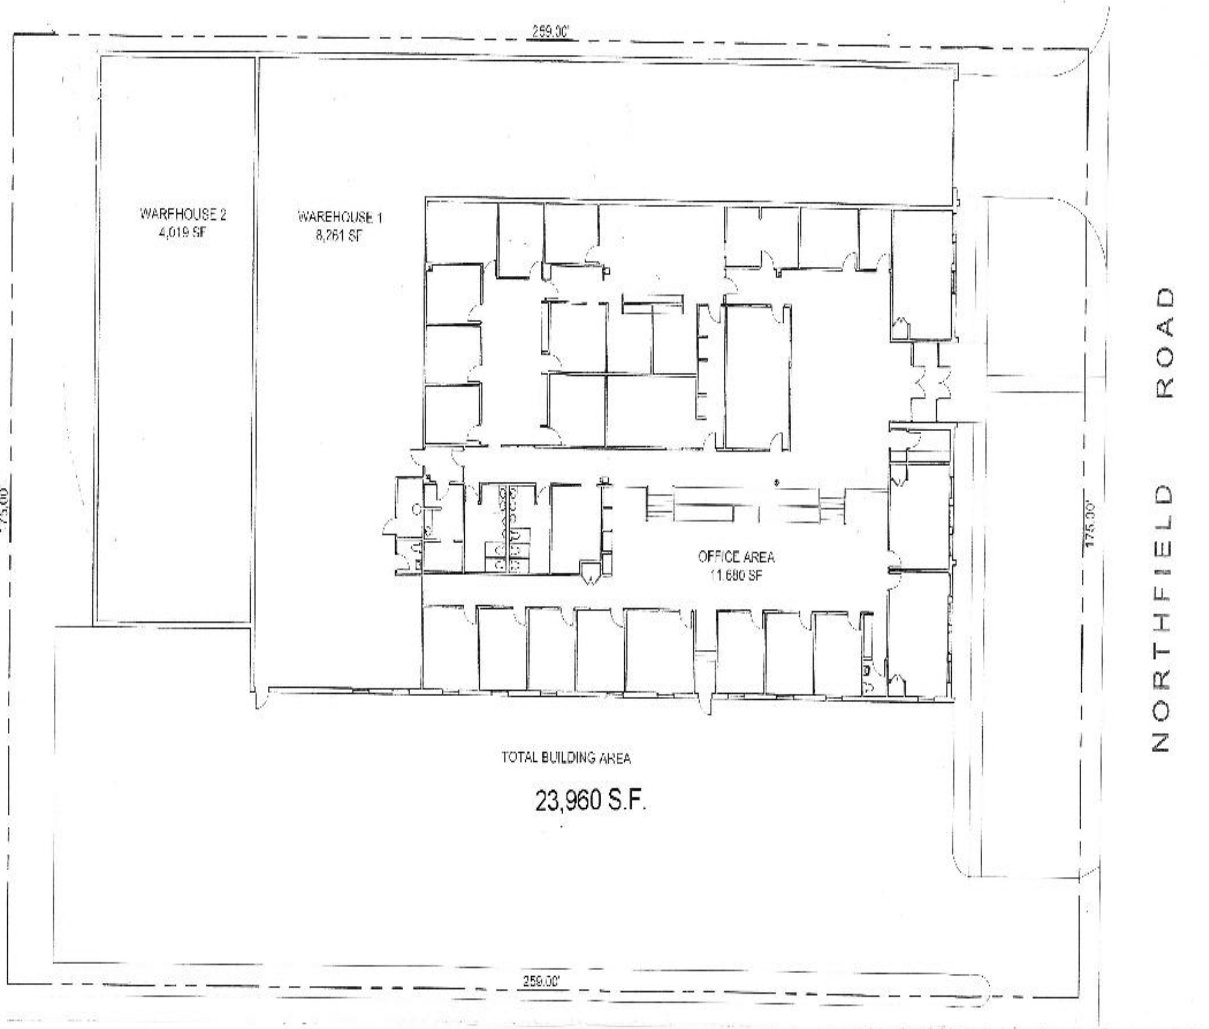 259.00'
WAREHOUSE 2
4,019 SF
WAREHOUSE 1
8,261 SF
NORTHFIELD ROAD
175.00'
OFFICE AREA
11,680 SF
TOTAL BUILDING AREA
23,960 S.F.
259.00'